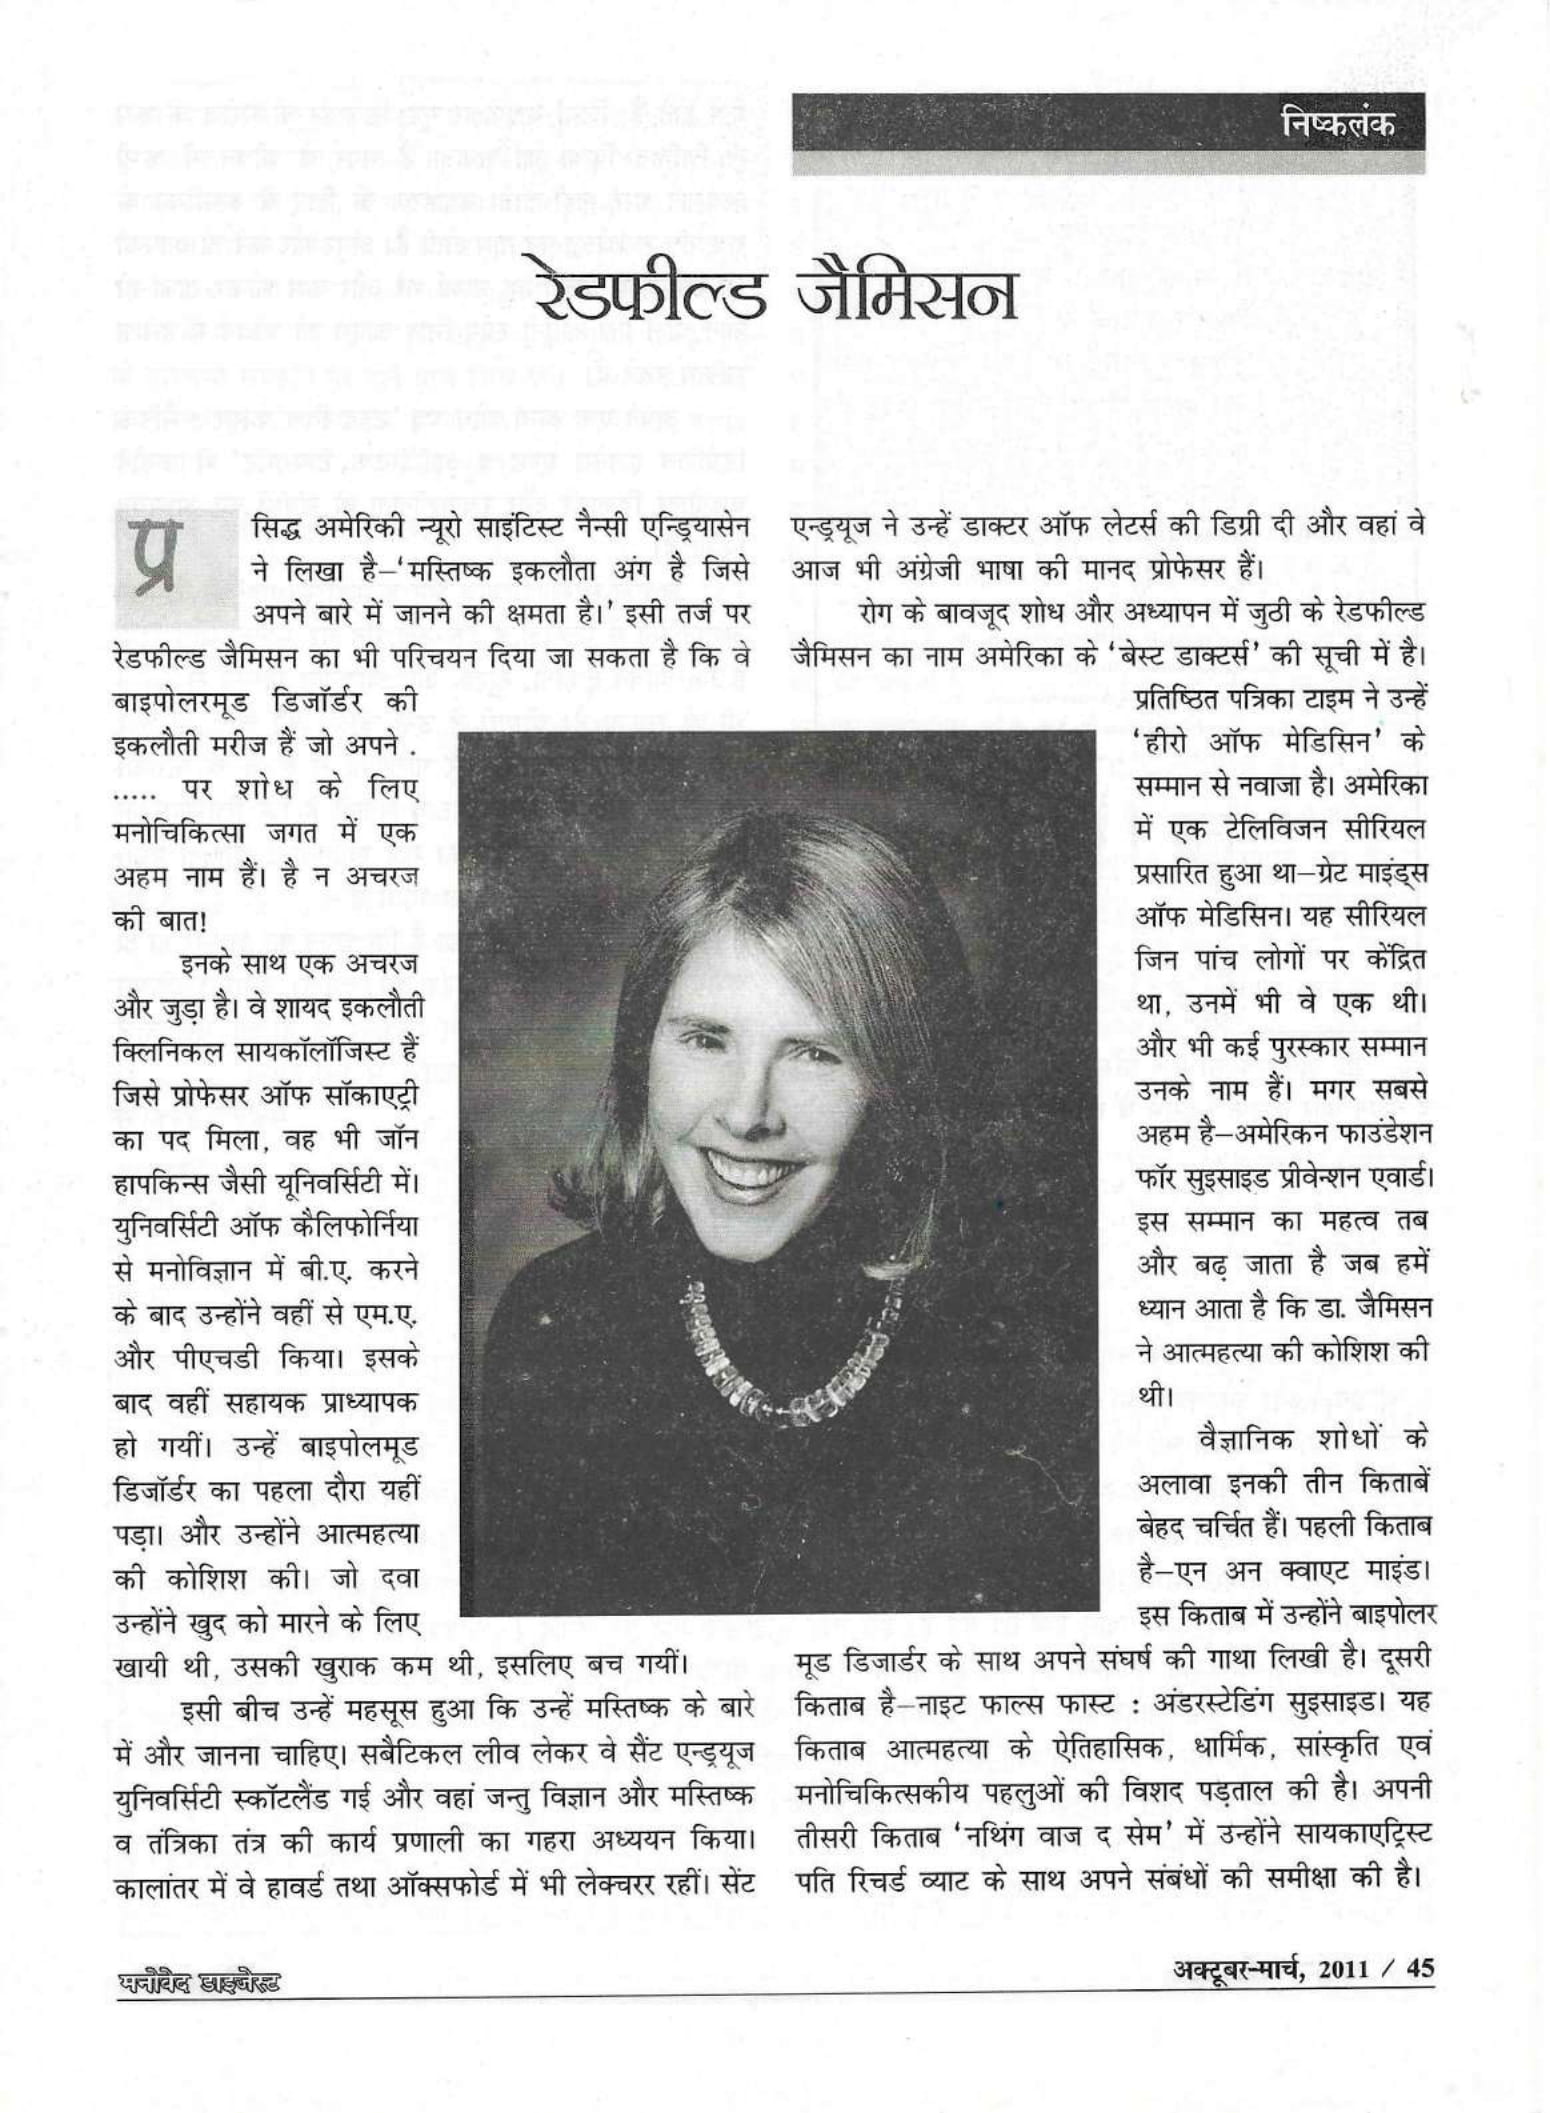 निष्कलंक
रेडफील्ड जैमिसन
प्रसिद्ध अमेरिकी न्यूरो साइंटिस्ट नैन्सी एन्ड्रियासेन
ने लिखा है–‘मस्तिष्क इकलौता अंग है जिसे
अपने बारे में जानने की क्षमता है।’ इसी तर्ज पर
रेडफील्ड जैमिसन का भी परिचयन दिया जा सकता है कि वे
बाइपोलरमूड डिजॉर्डर की
इकलौती मरीज हैं जो अपने .
..... पर शोध के लिए
मनोचिकित्सा जगत में एक
अहम नाम हैं। है न अचरज
की बात!
इनके साथ एक अचरज
और जुड़ा है। वे शायद इकलौती
क्लिनिकल सायकॉलॉजिस्ट हैं
जिसे प्रोफेसर ऑफ सॉकाएट्री
का पद मिला, वह भी जॉन
हापकिन्स जैसी यूनिवर्सिटी में।
युनिवर्सिटी ऑफ कैलिफोर्निया
से मनोविज्ञान में बी.ए. करने
के बाद उन्होंने वहीं से एम.ए.
और पीएचडी किया। इसके
बाद वहीं सहायक प्राध्यापक
हो गयीं। उन्हें बाइपोलमूड
डिजॉर्डर का पहला दौरा यहीं
पड़ा। और उन्होंने आत्महत्या
की कोशिश की। जो दवा
उन्होंने खुद को मारने के लिए
खायी थी, उसकी खुराक कम थी, इसलिए बच गयीं।
इसी बीच उन्हें महसूस हुआ कि उन्हें मस्तिष्क के बारे
में और जानना चाहिए। सबैटिकल लीव लेकर वे सैंट एन्ड्रयूज
युनिवर्सिटी स्कॉटलैंड गई और वहां जन्तु विज्ञान और मस्तिष्क
व तंत्रिका तंत्र की कार्य प्रणाली का गहरा अध्ययन किया।
कालांतर में वे हावर्ड तथा ऑक्सफोर्ड में भी लेक्चरर रहीं। सेंट
एन्ड्रयूज ने उन्हें डाक्टर ऑफ लेटर्स की डिग्री दी और वहां वे
आज भी अंग्रेजी भाषा की मानद प्रोफेसर हैं।
रोग के बावजूद शोध और अध्यापन में जुठी के रेडफील्ड
जैमिसन का नाम अमेरिका के ‘बेस्ट डाक्टर्स’ की सूची में है।
प्रतिष्ठित पत्रिका टाइम ने उन्हें
‘हीरो ऑफ मेडिसिन’ के
सम्मान से नवाजा है। अमेरिका
में एक टेलिविजन सीरियल
प्रसारित हुआ था–ग्रेट माइंड्स
ऑफ मेडिसिन। यह सीरियल
जिन पांच लोगों पर केंद्रित
था, उनमें भी वे एक थी।
और भी कई पुरस्कार सम्मान
उनके नाम हैं। मगर सबसे
अहम है–अमेरिकन फाउंडेशन
फॉर सुइसाइड प्रीवेन्शन एवार्ड।
इस सम्मान का महत्व तब
और बढ़ जाता है जब हमें
ध्यान आता है कि डा. जैमिसन
ने आत्महत्या की कोशिश की
थी।
वैज्ञानिक शोधों के
अलावा इनकी तीन किताबें
बेहद चर्चित हैं। पहली किताब
है–एन अन क्वाएट माइंड।
इस किताब में उन्होंने बाइपोलर
मूड डिजार्डर के साथ अपने संघर्ष की गाथा लिखी है। दूसरी
किताब है–नाइट फाल्स फास्ट : अंडरस्टेडिंग सुइसाइड। यह
किताब आत्महत्या के ऐतिहासिक, धार्मिक, सांस्कृति एवं
मनोचिकित्सकीय पहलुओं की विशद पड़ताल की है। अपनी
तीसरी किताब ‘नथिंग वाज द सेम’ में उन्होंने सायकाएट्रिस्ट
पति रिचर्ड व्याट के साथ अपने संबंधों की समीक्षा की है।
मनोवेद डाइजेस्ट
अक्टूबर-मार्च, 2011 / 45